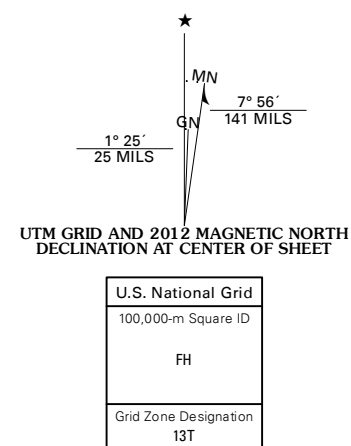 ★
MN
GN
7° 56´
141 MILS
1° 25´
25 MILS
UTM GRID AND 2012 MAGNETIC NORTH
DECLINATION AT CENTER OF SHEET
U.S. National Grid
100,000-m Square ID
FH
Grid Zone Designation
13T